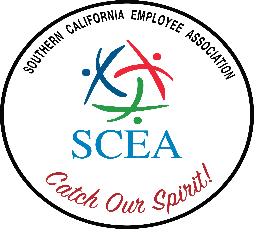 SOUTHERN CALIFORNIA EMPLOYEE ASSOCIATION
SCEA
Catch Our Spirit!